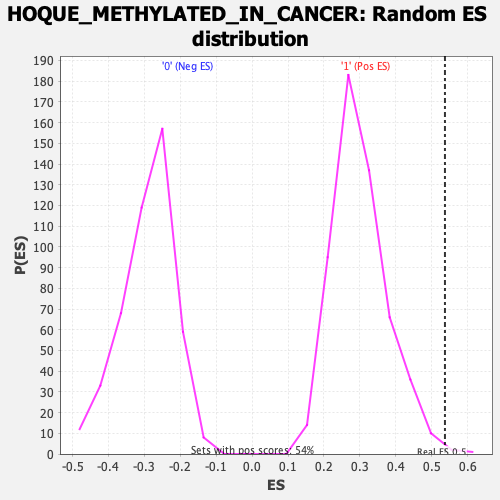 HOQUE_METHYLATED_IN_CANCER: Random ES
distribution
'0' (Neg ES)
'1' (Pos ES)
190
180
170
160
150
140
130
120
110
100
90
80
70
60
50
40
30
20
10
0
P(ES)
Sets with pos scores: 54%
Real ES 0.5
-0.5 -0.4 -0.3 -0.2 -0.1 0.0 0.1 0.2 0.3 0.4 0.5 0.6
ES